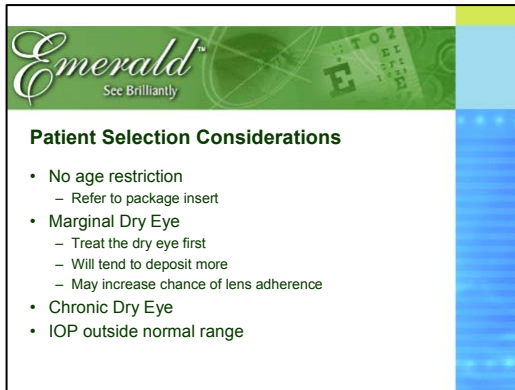 Emerald™
See Brilliantly
Patient Selection Considerations
• No age restriction
– Refer to package insert
• Marginal Dry Eye
– Treat the dry eye first
– Will tend to deposit more
– May increase chance of lens adherence
• Chronic Dry Eye
• IOP outside normal range